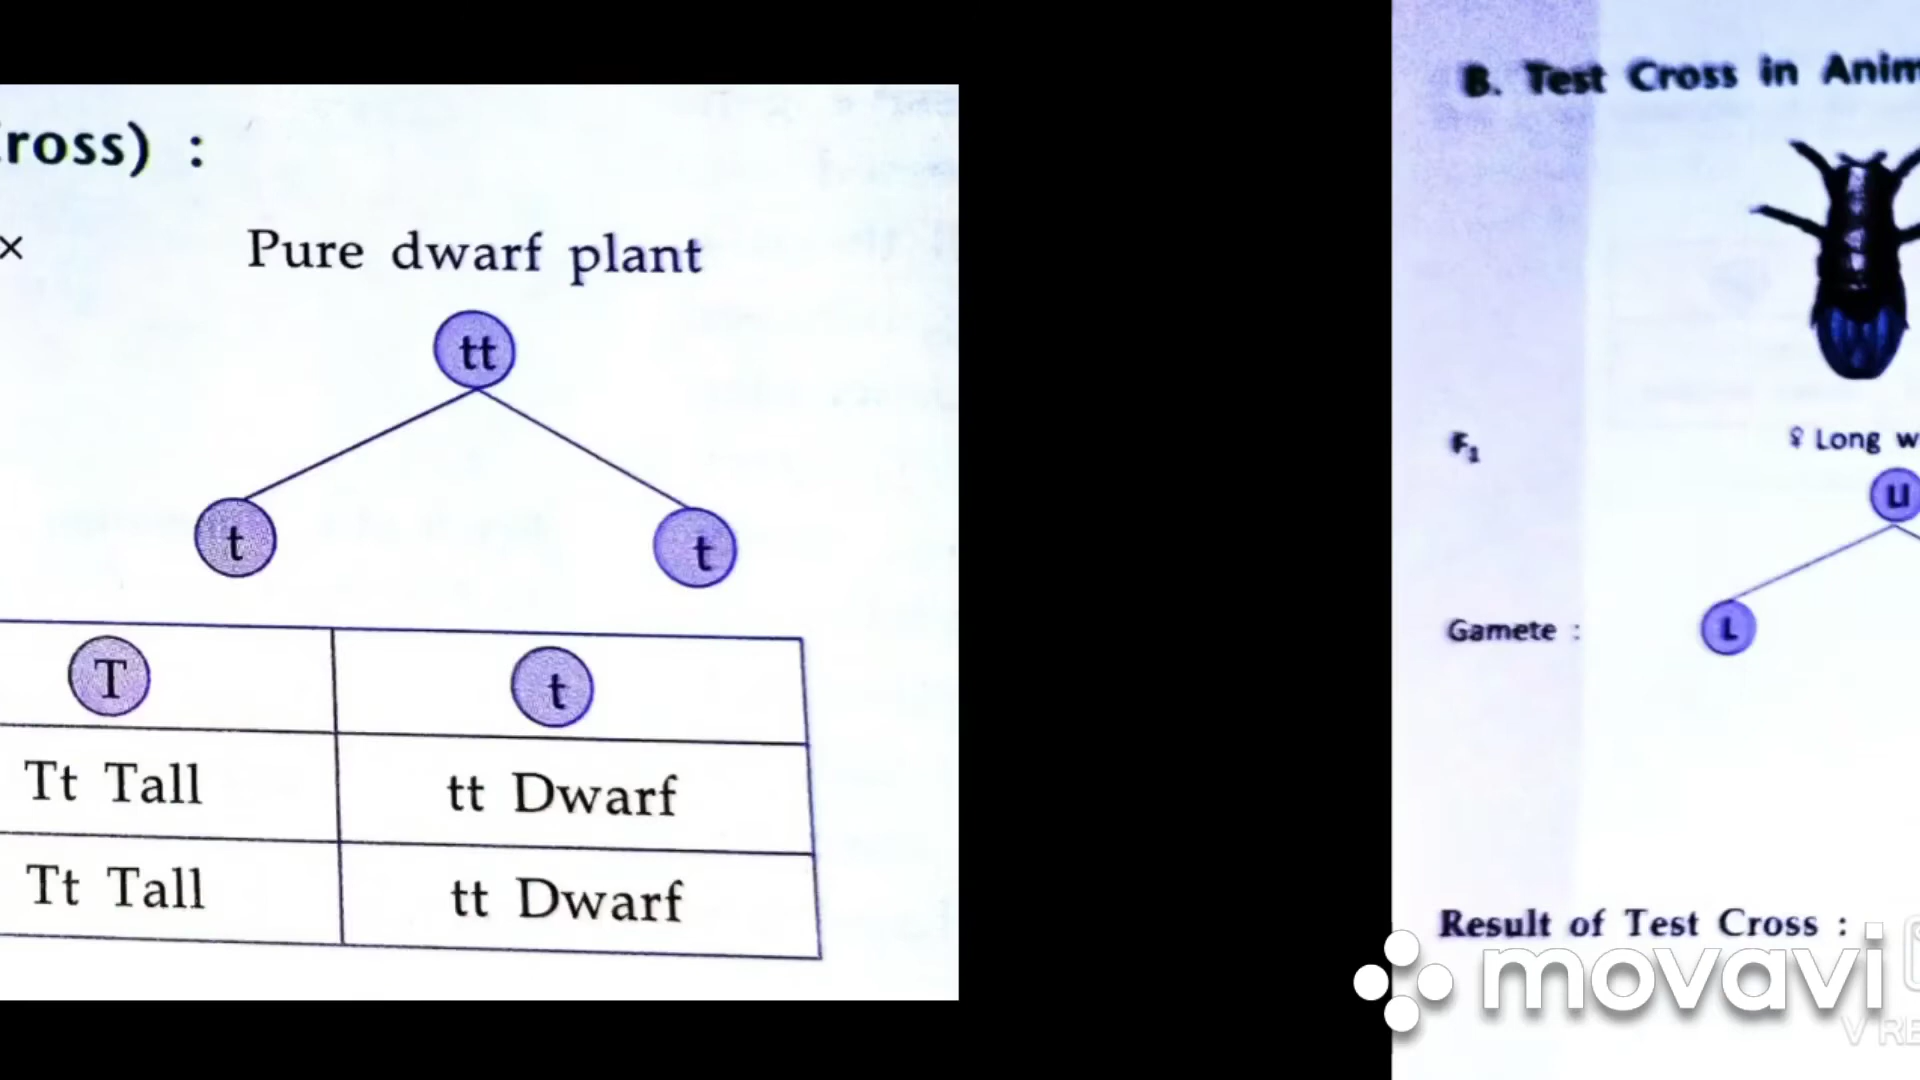 ross) :
× Pure dwarf plant
tt
t t
T t
Tt Tall tt Dwarf
Tt Tall tt Dwarf
B. Test Cross in Anim
F1 ♀ Long w
Gamete : L
Result of Test Cross :
movavi
V RE